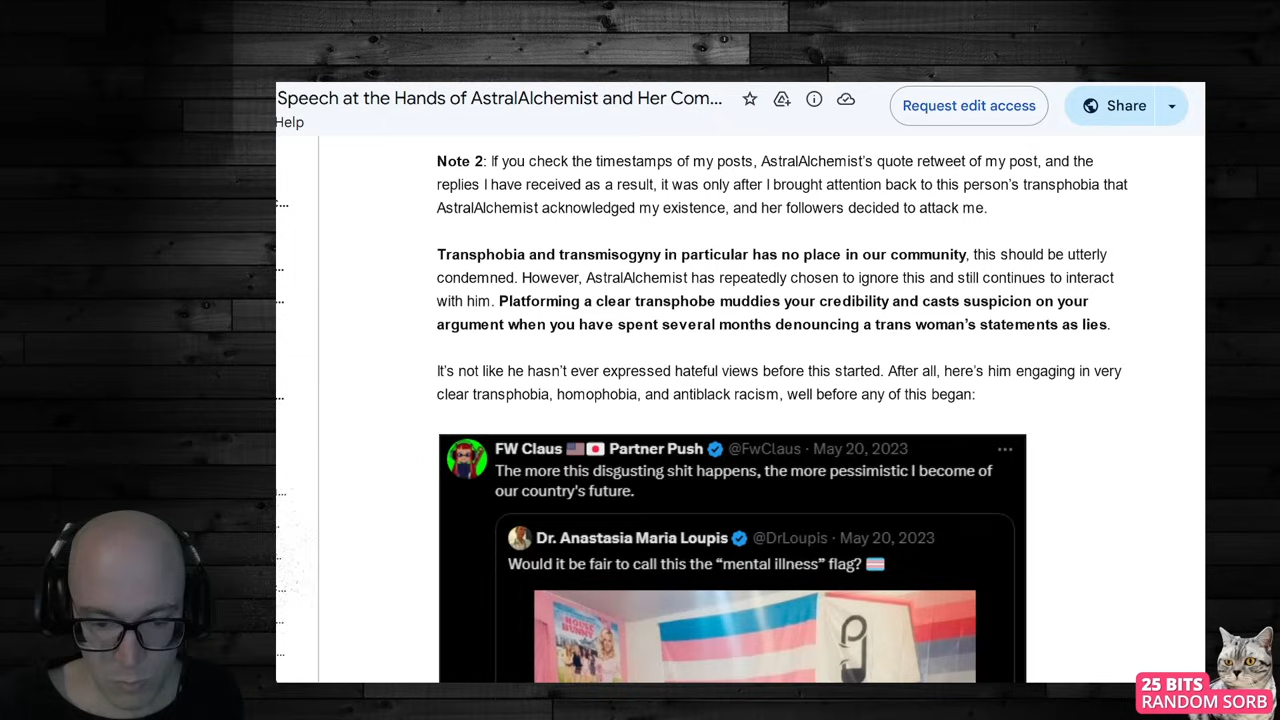 Speech at the Hands of AstralAlchemist and Her Com...
Request edit access
Share
Help
Note 2: If you check the timestamps of my posts, AstralAlchemist's quote retweet of my post, and the
replies I have received as a result, it was only after I brought attention back to this person's transphobia that
AstralAlchemist acknowledged my existence, and her followers decided to attack me.
Transphobia and transmisogyny in particular has no place in our community, this should be utterly
condemned. However, AstralAlchemist has repeatedly chosen to ignore this and still continues to interact
with him. Platforming a clear transphobe muddies your credibility and casts suspicion on your
argument when you have spent several months denouncing a trans woman's statements as lies.
It's not like he hasn't ever expressed hateful views before this started. After all, here's him engaging in very
clear transphobia, homophobia, and antiblack racism, well before any of this began:
FW Claus 🇺🇸🇯🇵 Partner Push @FwClaus · May 20, 2023
The more this disgusting shit happens, the more pessimistic I become of
our country's future.
Dr. Anastasia Maria Loupis @DrLoupis · May 20, 2023
Would it be fair to call this the “mental illness” flag? 🏳️‍⚧️
25 BITS
RANDOM SORB